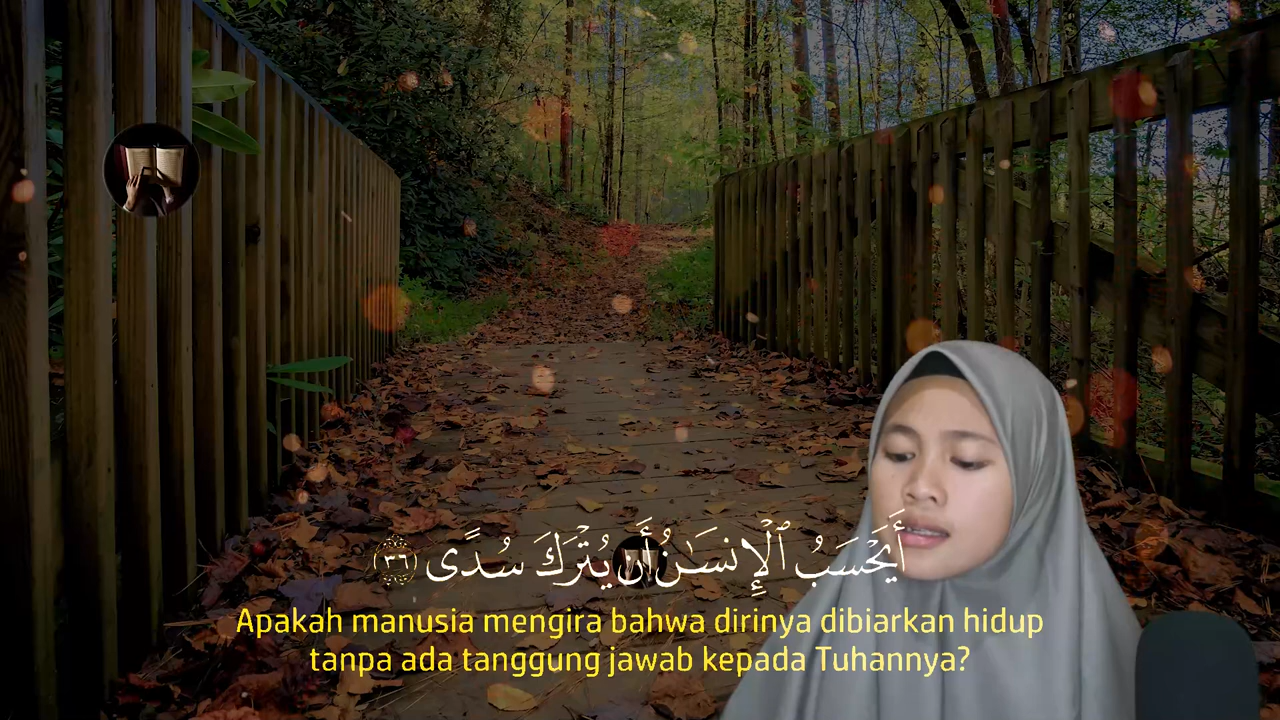 أَيَحْسَبُ ٱلْإِنسَـٰنُ أَن يُتْرَكَ سُدًى ﴿٣٦﴾
Apakah manusia mengira bahwa dirinya dibiarkan hidup
tanpa ada tanggung jawab kepada Tuhannya?